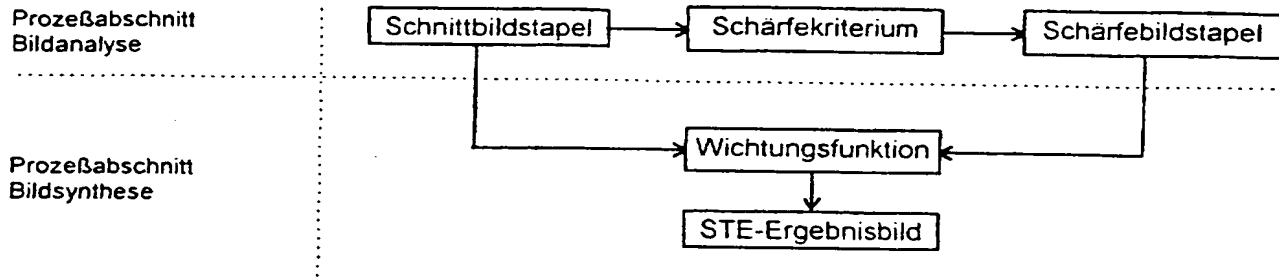 Prozeßabschnitt
Bildanalyse
Schnittbildstapel
Schärfekriterium
Schärfebildstapel
Prozeßabschnitt
Bildsynthese
Wichtungsfunktion
STE-Ergebnisbild